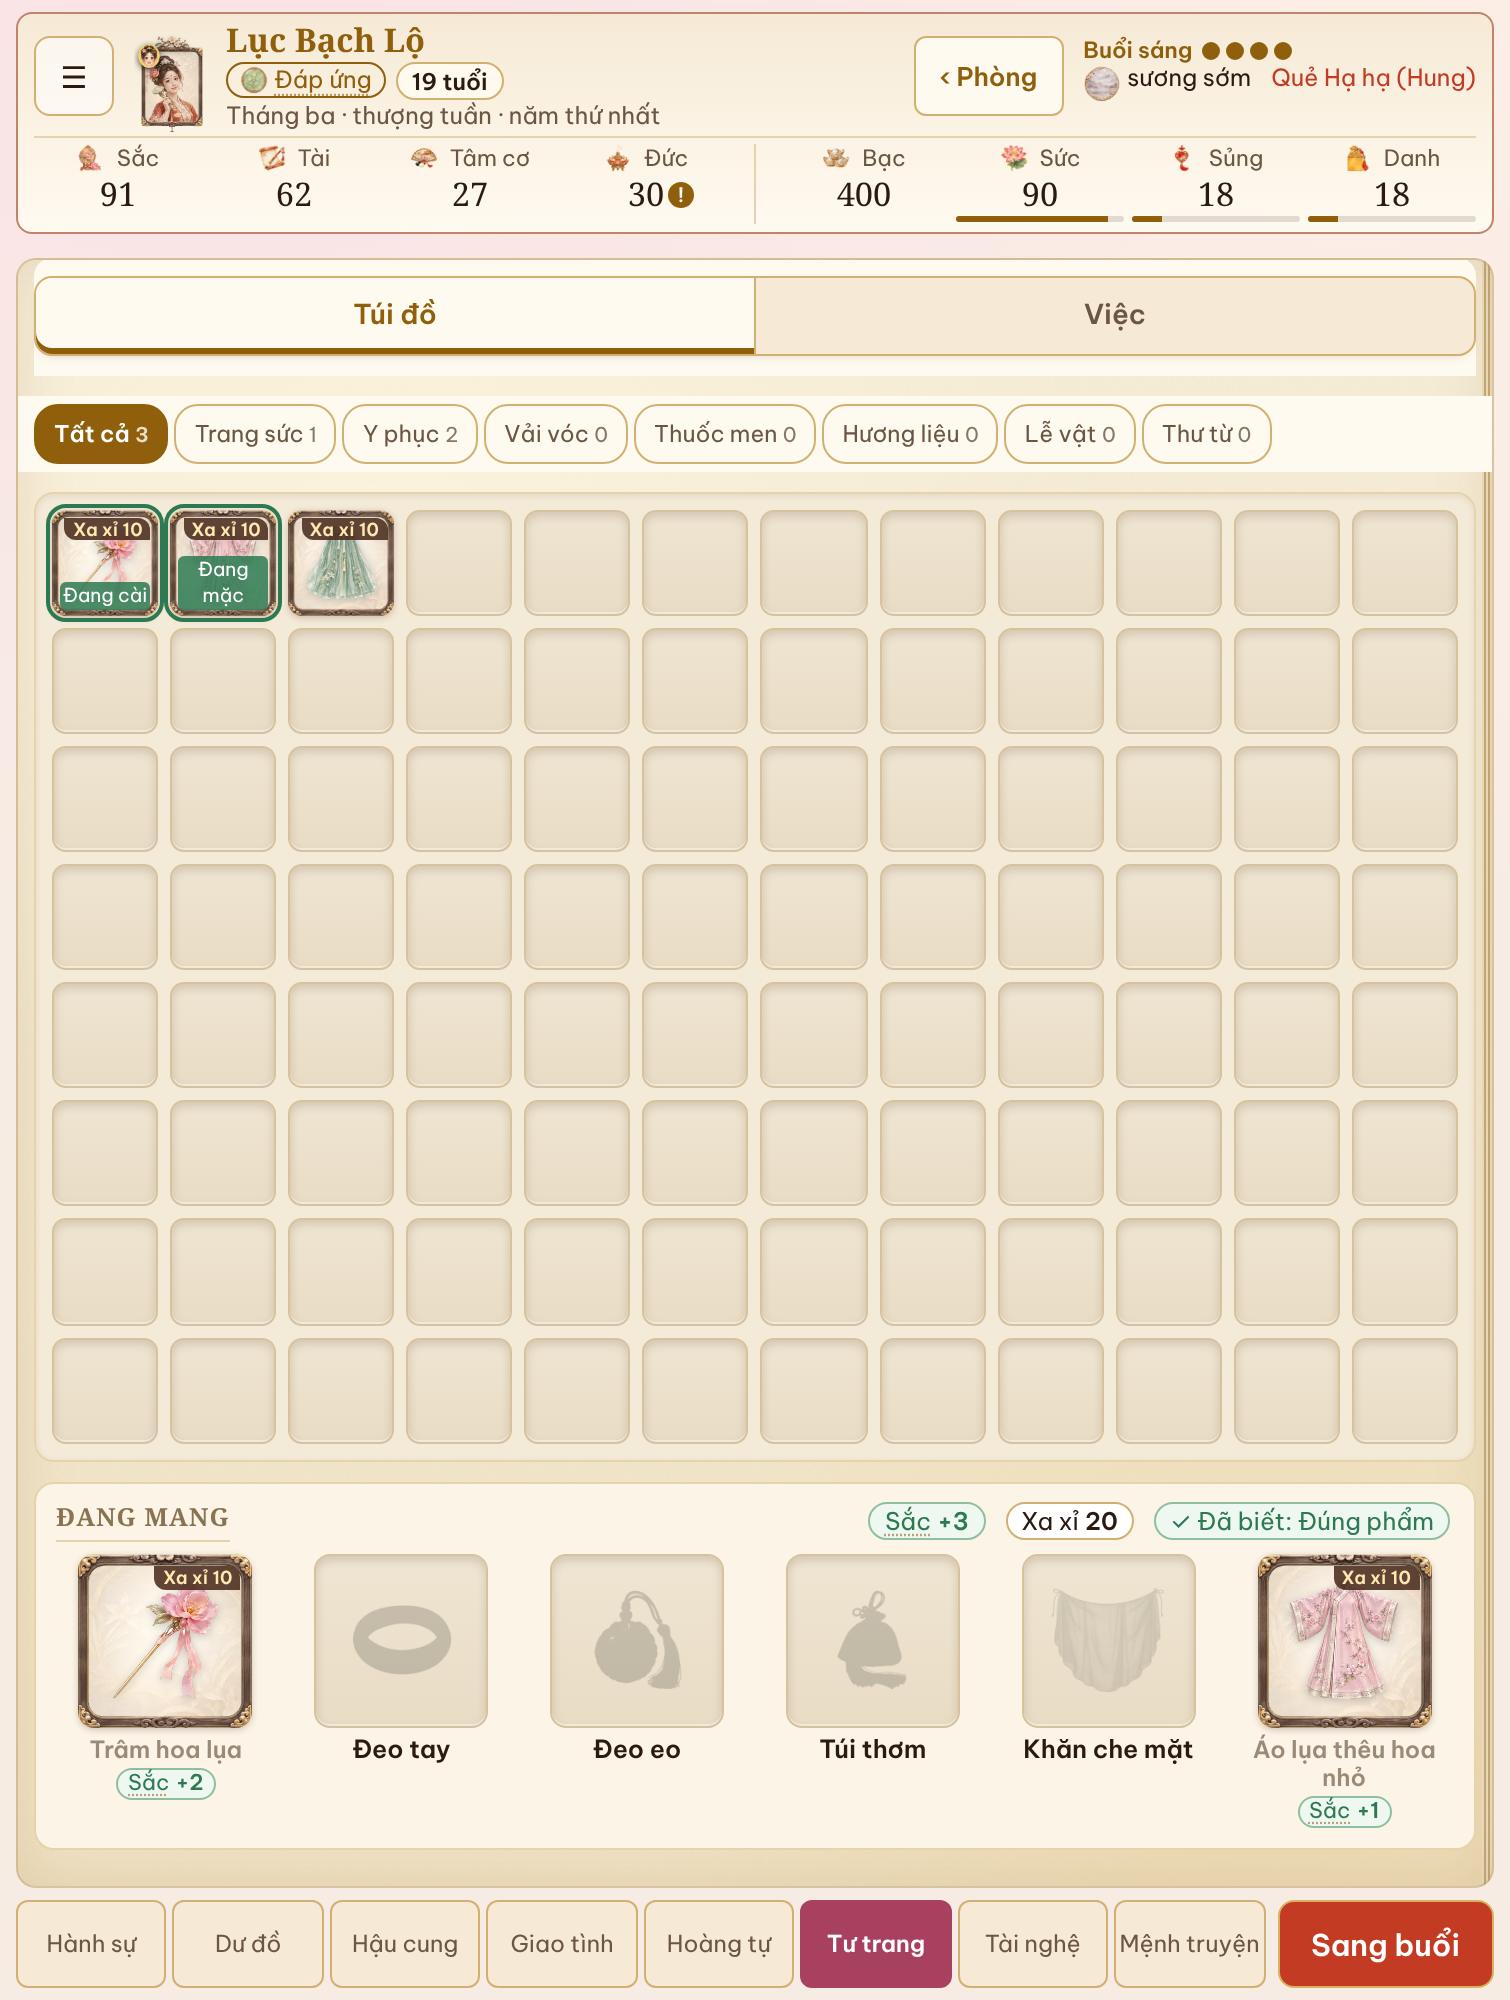 ☰
Lục Bạch Lộ
Đáp ứng 19 tuổi
Tháng ba · thượng tuần · năm thứ nhất
‹ Phòng
Buổi sáng
sương sớm Quẻ Hạ hạ (Hung)
Sắc Tài Tâm cơ Đức Bạc Sức Sủng Danh
91 62 27 30 ! 400 90 18 18
Túi đồ Việc
Tất cả 3 Trang sức 1 Y phục 2 Vải vóc 0 Thuốc men 0 Hương liệu 0 Lễ vật 0 Thư từ 0
Xa xỉ 10 Xa xỉ 10 Xa xỉ 10
Đang cài Đang
mặc
ĐANG MANG Sắc +3 Xa xỉ 20 ✓ Đã biết: Đúng phẩm
Xa xỉ 10 Xa xỉ 10
Trâm hoa lụa Đeo tay Đeo eo Túi thơm Khăn che mặt Áo lụa thêu hoa
nhỏ
Sắc +2 Sắc +1
Hành sự Dư đồ Hậu cung Giao tình Hoàng tự Tư trang Tài nghệ Mệnh truyện Sang buổi